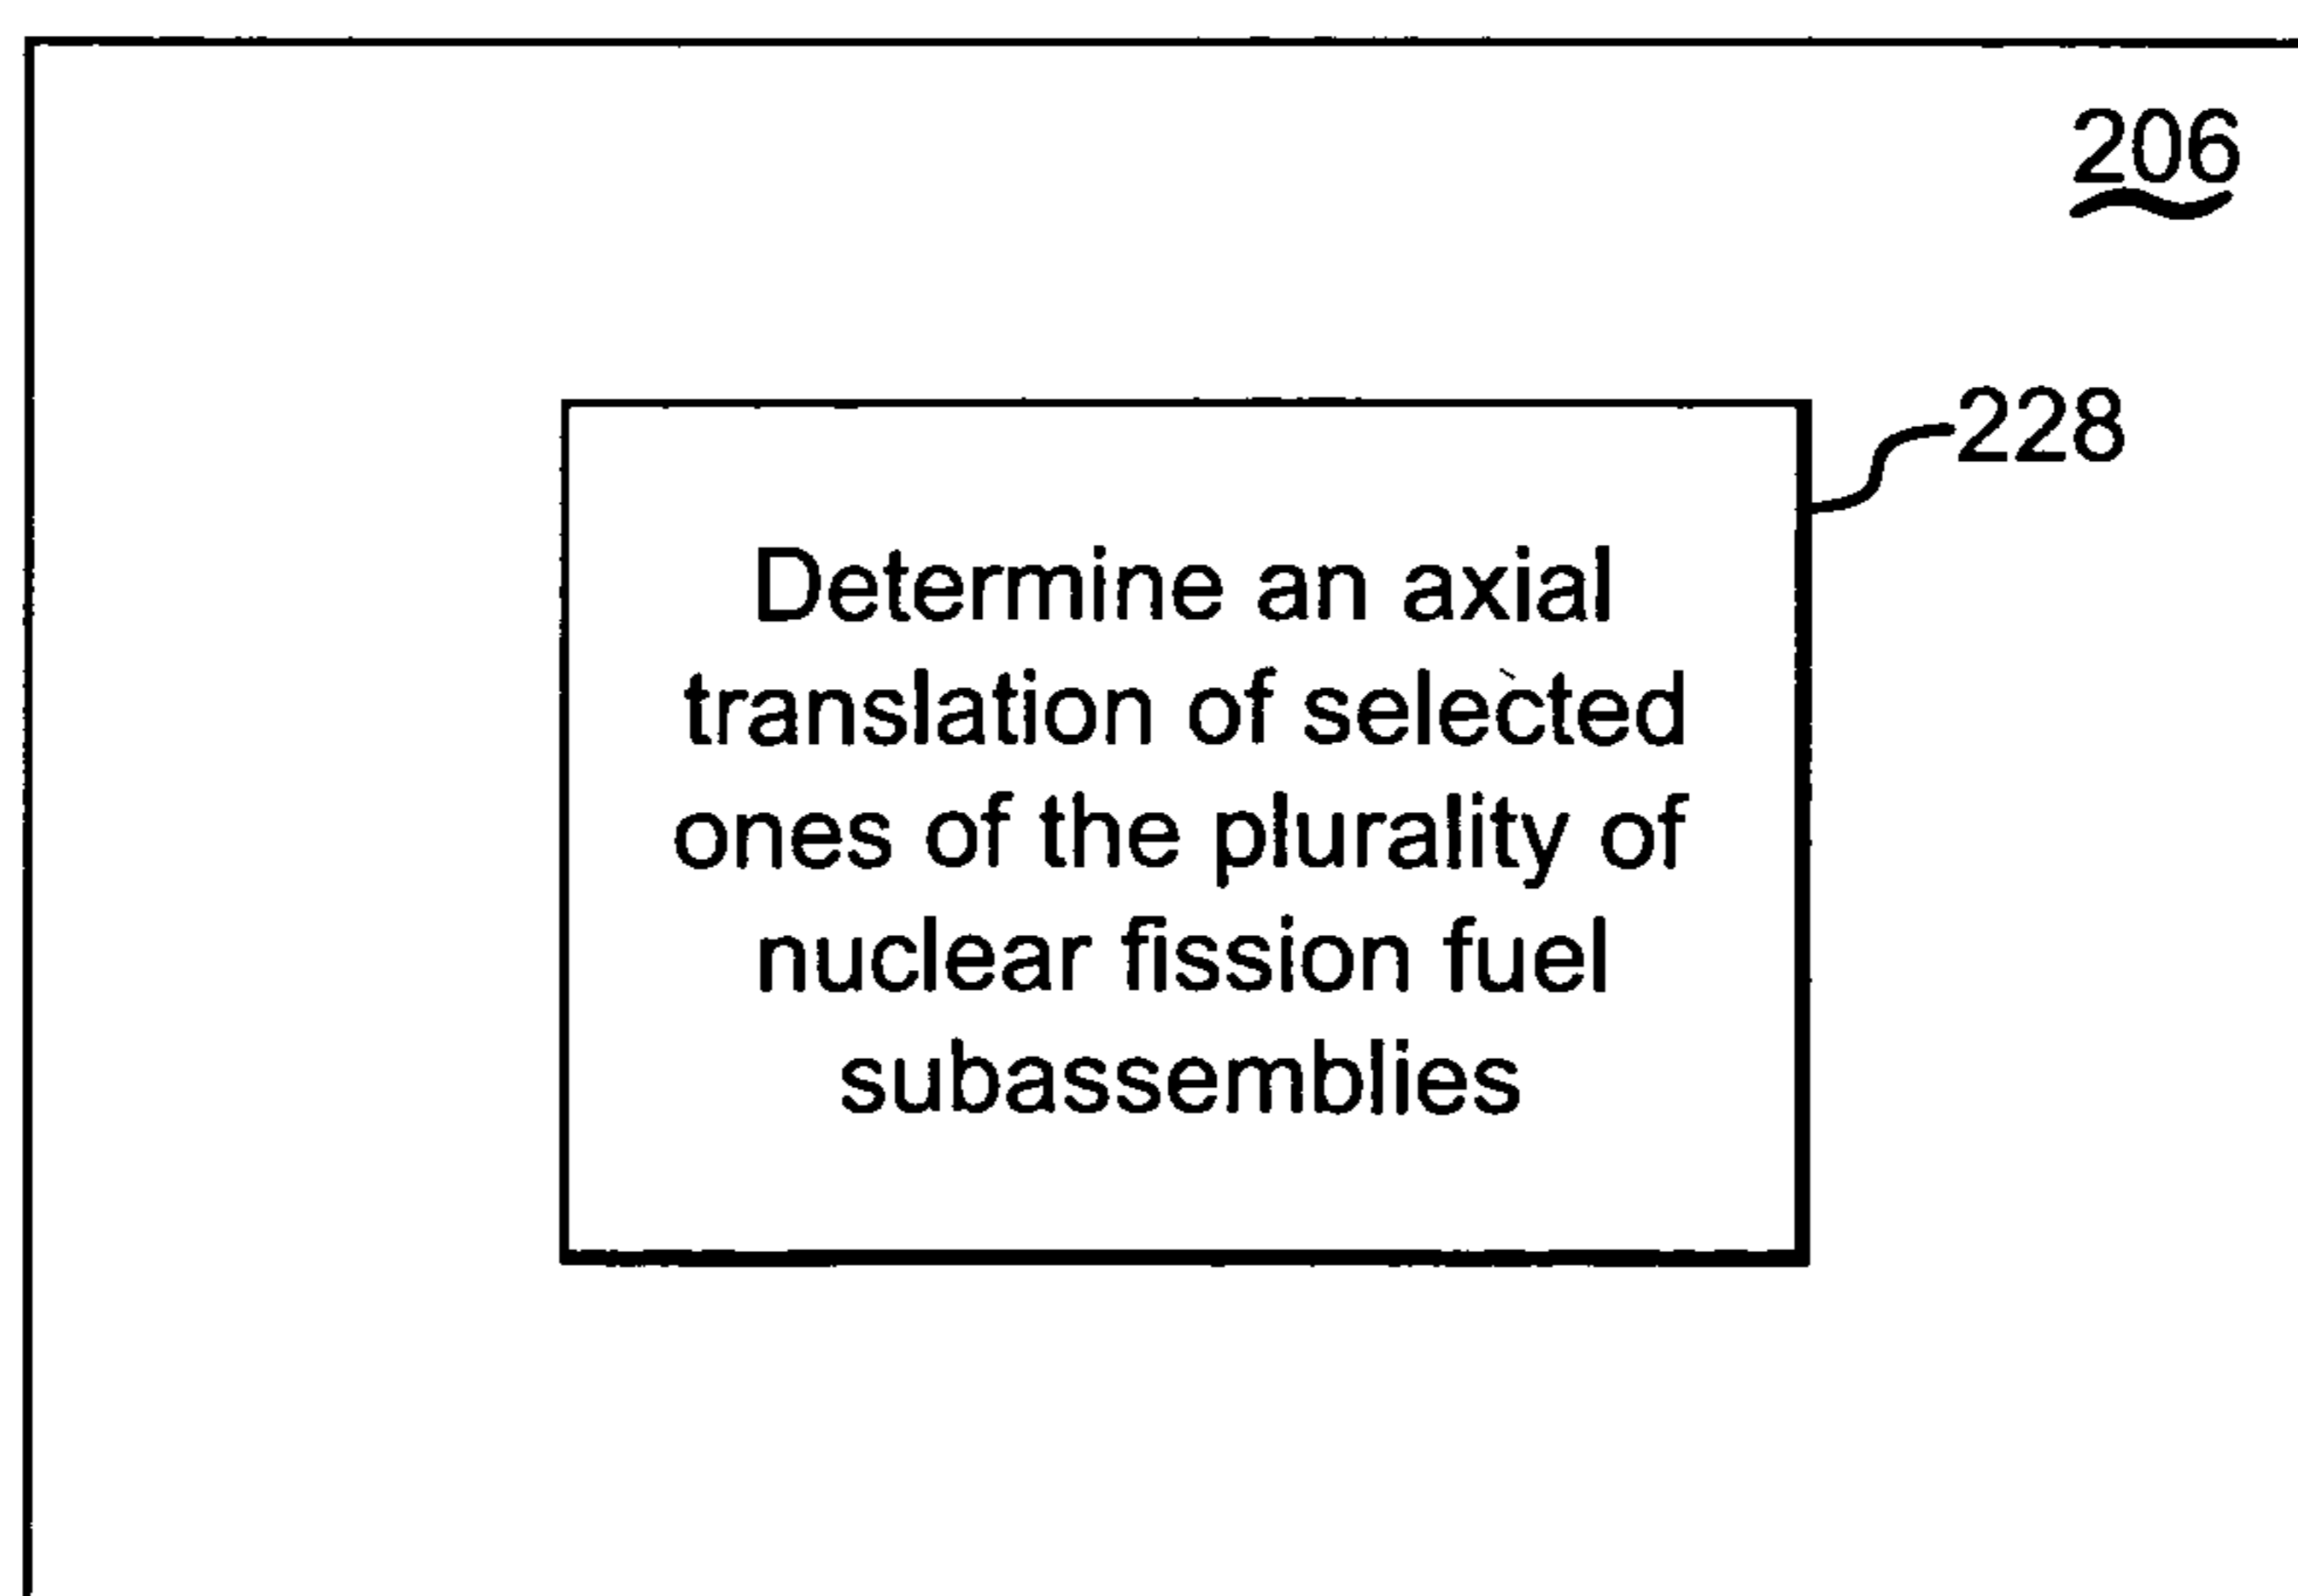 206
228
Determine an axial
translation of selected
ones of the plurality of
nuclear fission fuel
subassemblies